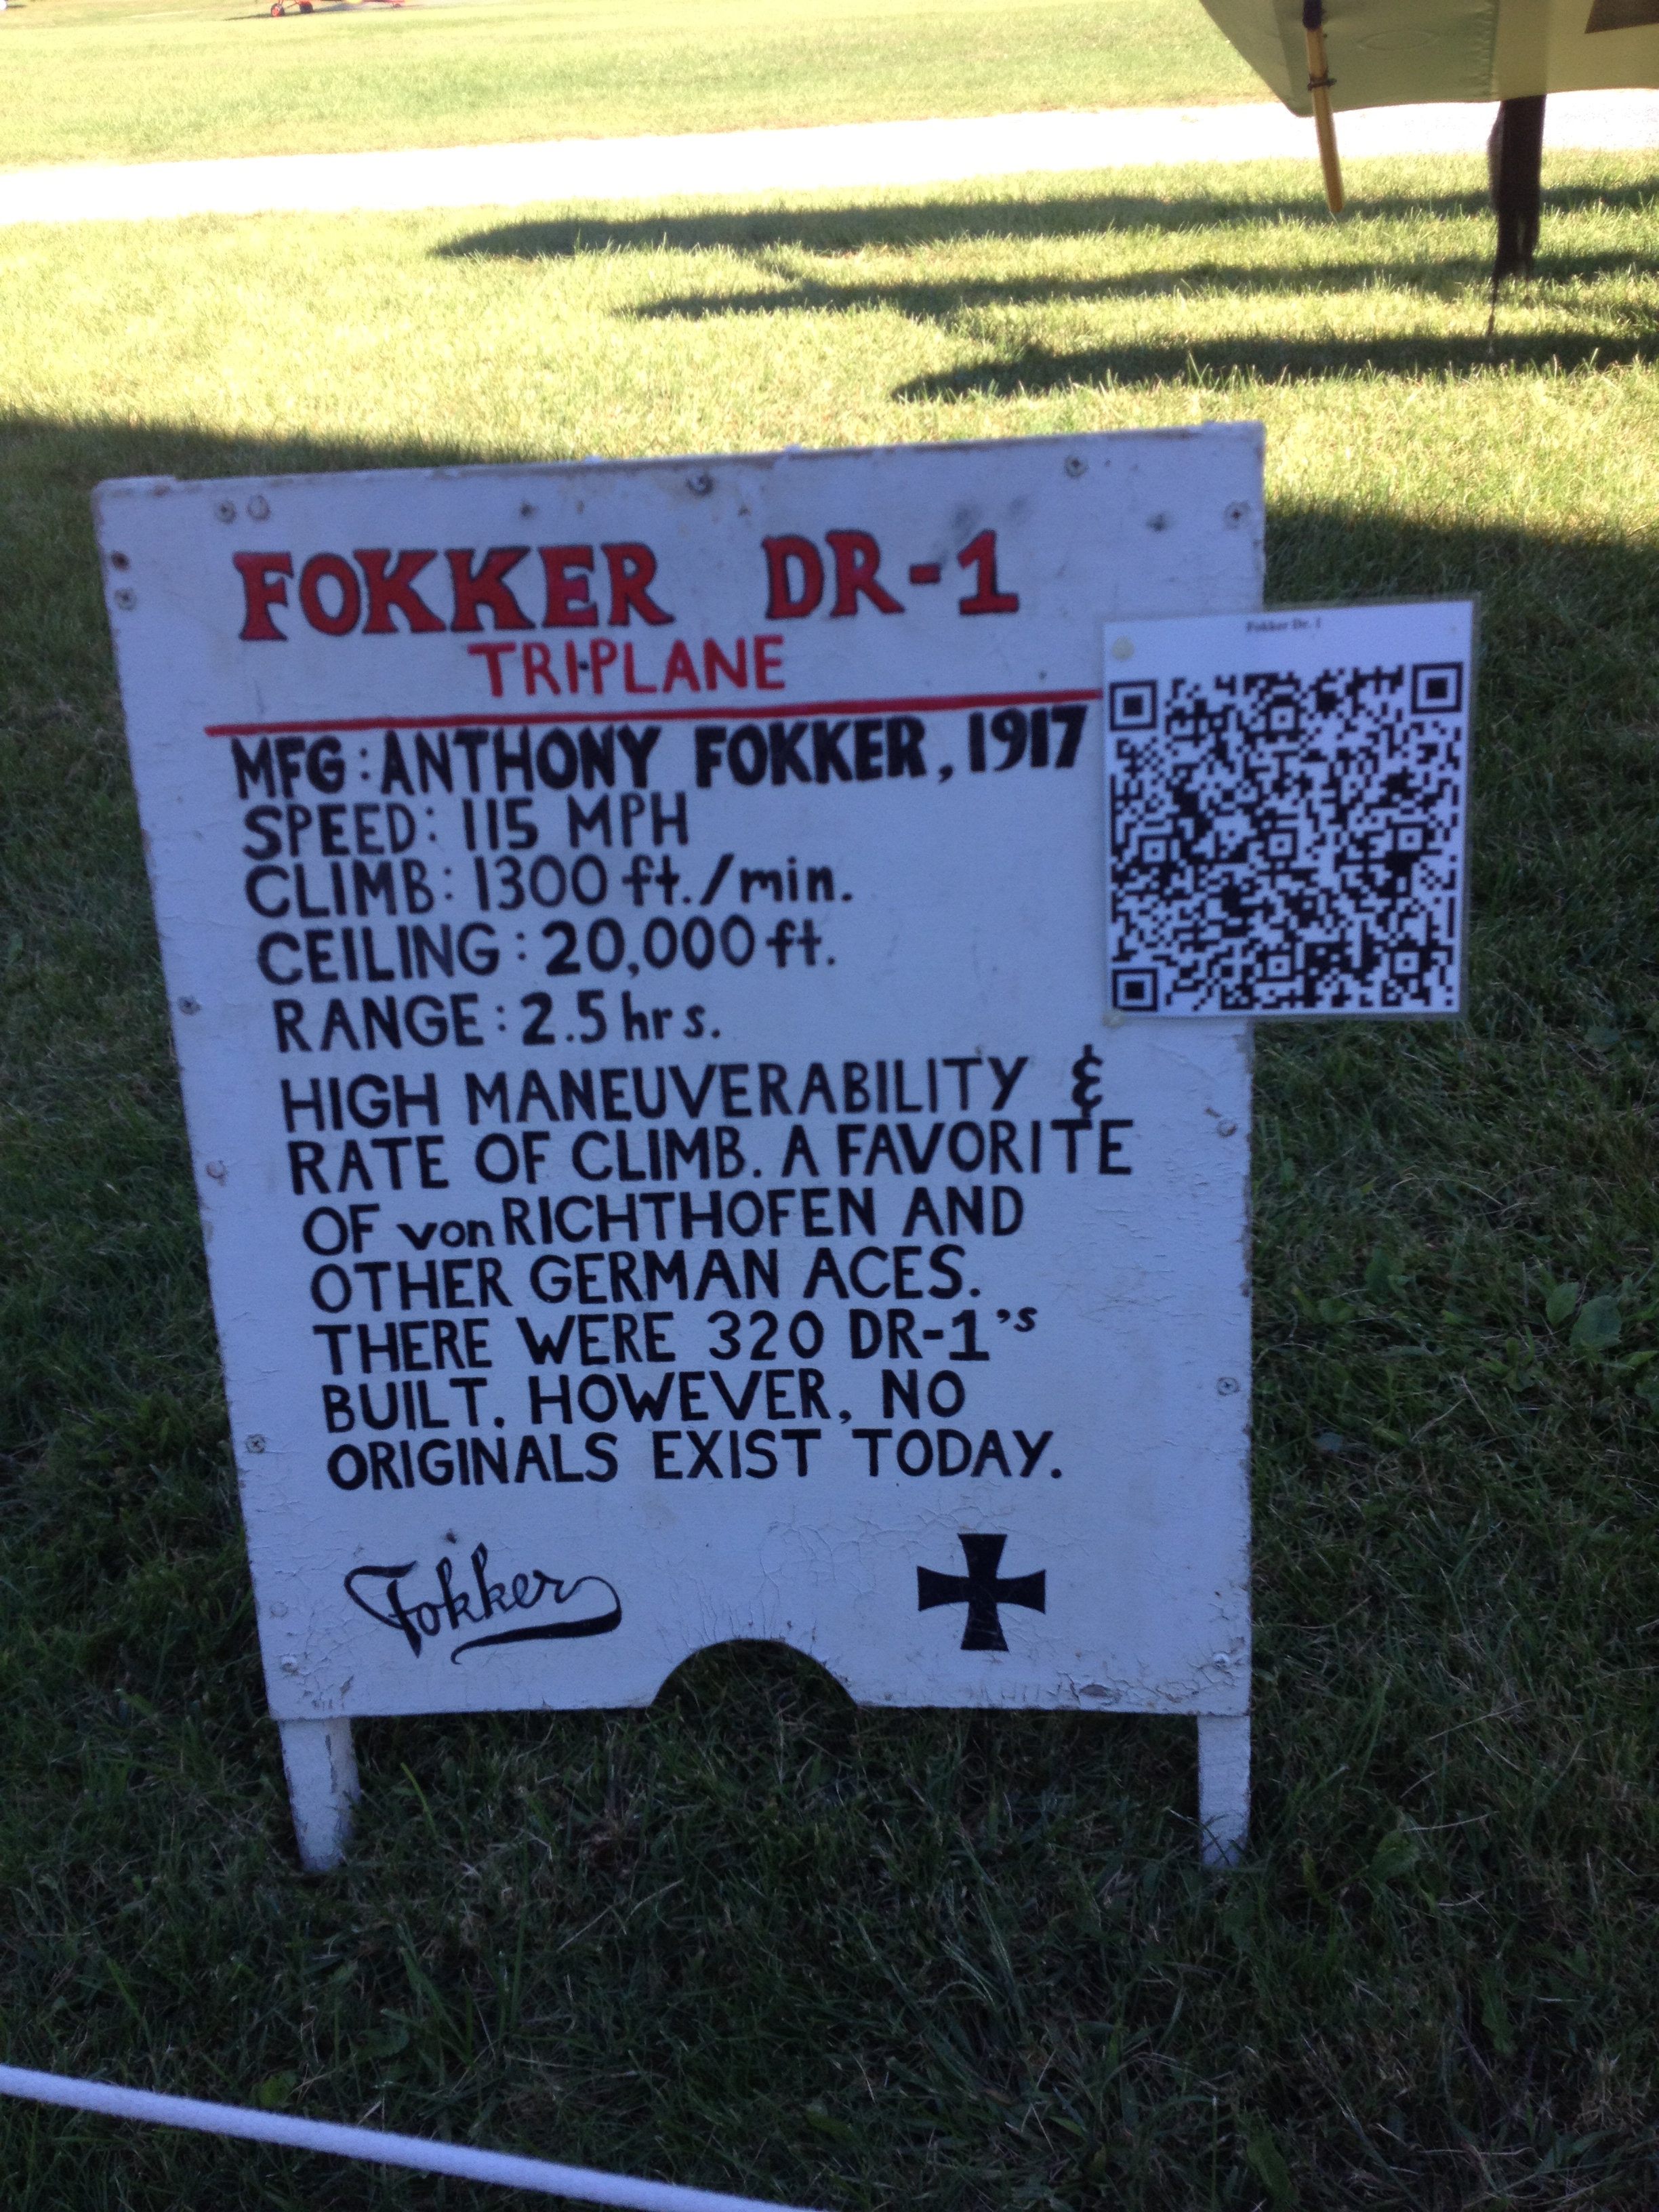 FOKKER DR-1
TRIPLANE
Fokker Dr. 1
MFG: ANTHONY FOKKER, 1917
SPEED: 115 MPH
CLIMB: 1300 ft./min.
CEILING: 20,000 ft.
RANGE: 2.5 hrs.
HIGH MANEUVERABILITY &
RATE OF CLIMB. A FAVORITE
OF von RICHTHOFEN AND
OTHER GERMAN ACES.
THERE WERE 320 DR-1's
BUILT. HOWEVER, NO
ORIGINALS EXIST TODAY.
Fokker